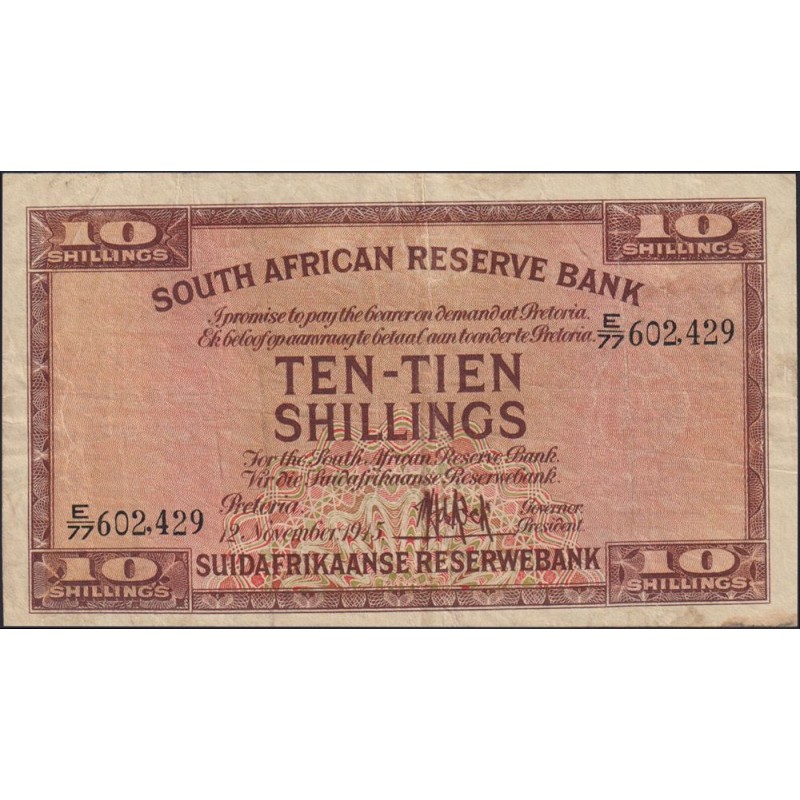 10 SHILLINGS
10 SHILLINGS
SOUTH AFRICAN RESERVE BANK
I promise to pay the bearer on demand at Pretoria.
Ek beloof op aanvraag te betaal aan toonder te Pretoria.
E/77 602,429
TEN-TIEN
SHILLINGS
For the South African Reserve Bank.
Vir die Suidafrikaanse Reserwebank.
Pretoria
Governor.
E/77 602,429
12 November 1945
President.
SUIDAFRIKAANSE RESERWEBANK
10 SHILLINGS
10 SHILLINGS